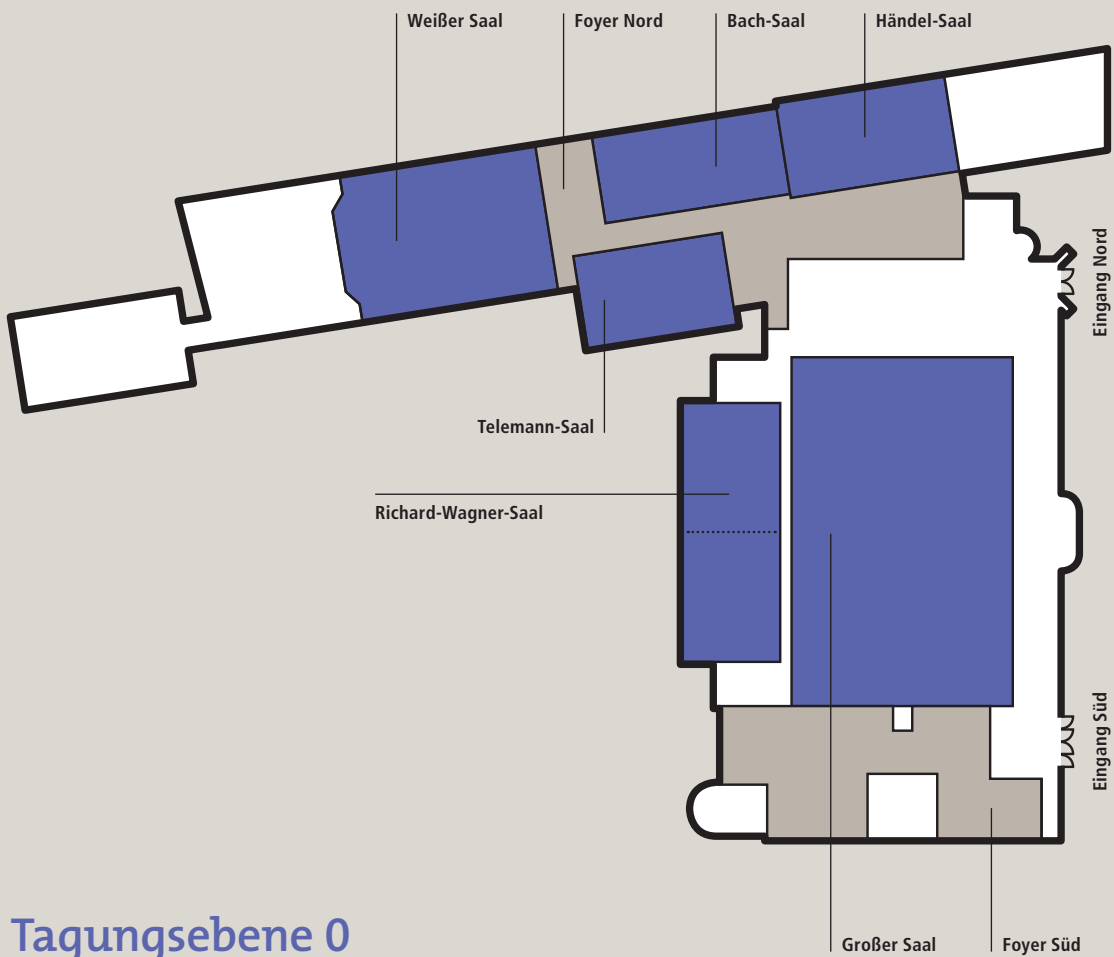 Weißer Saal
Foyer Nord
Bach-Saal
Händel-Saal
Eingang Nord
Telemann-Saal
Richard-Wagner-Saal
Eingang Süd
Tagungsebene 0
Großer Saal
Foyer Süd